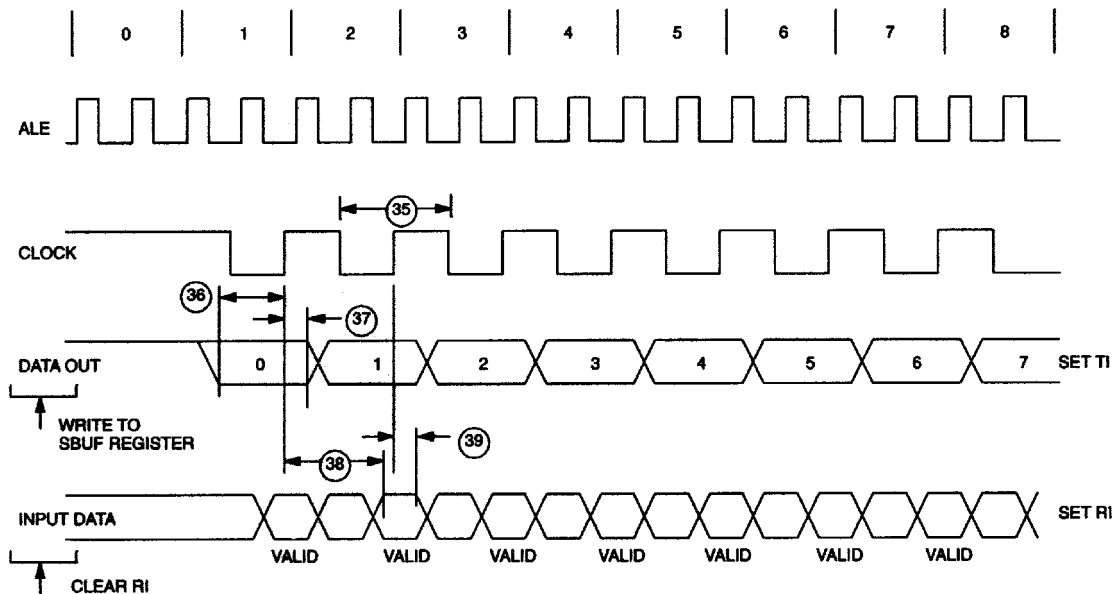 0 1 2 3 4 5 6 7 8
ALE
35
CLOCK
36
37
DATA OUT 0 1 2 3 4 5 6 7 SET TI
WRITE TO
SBUF REGISTER
39
38
INPUT DATA SET RI
VALID VALID VALID VALID VALID VALID VALID
CLEAR RI